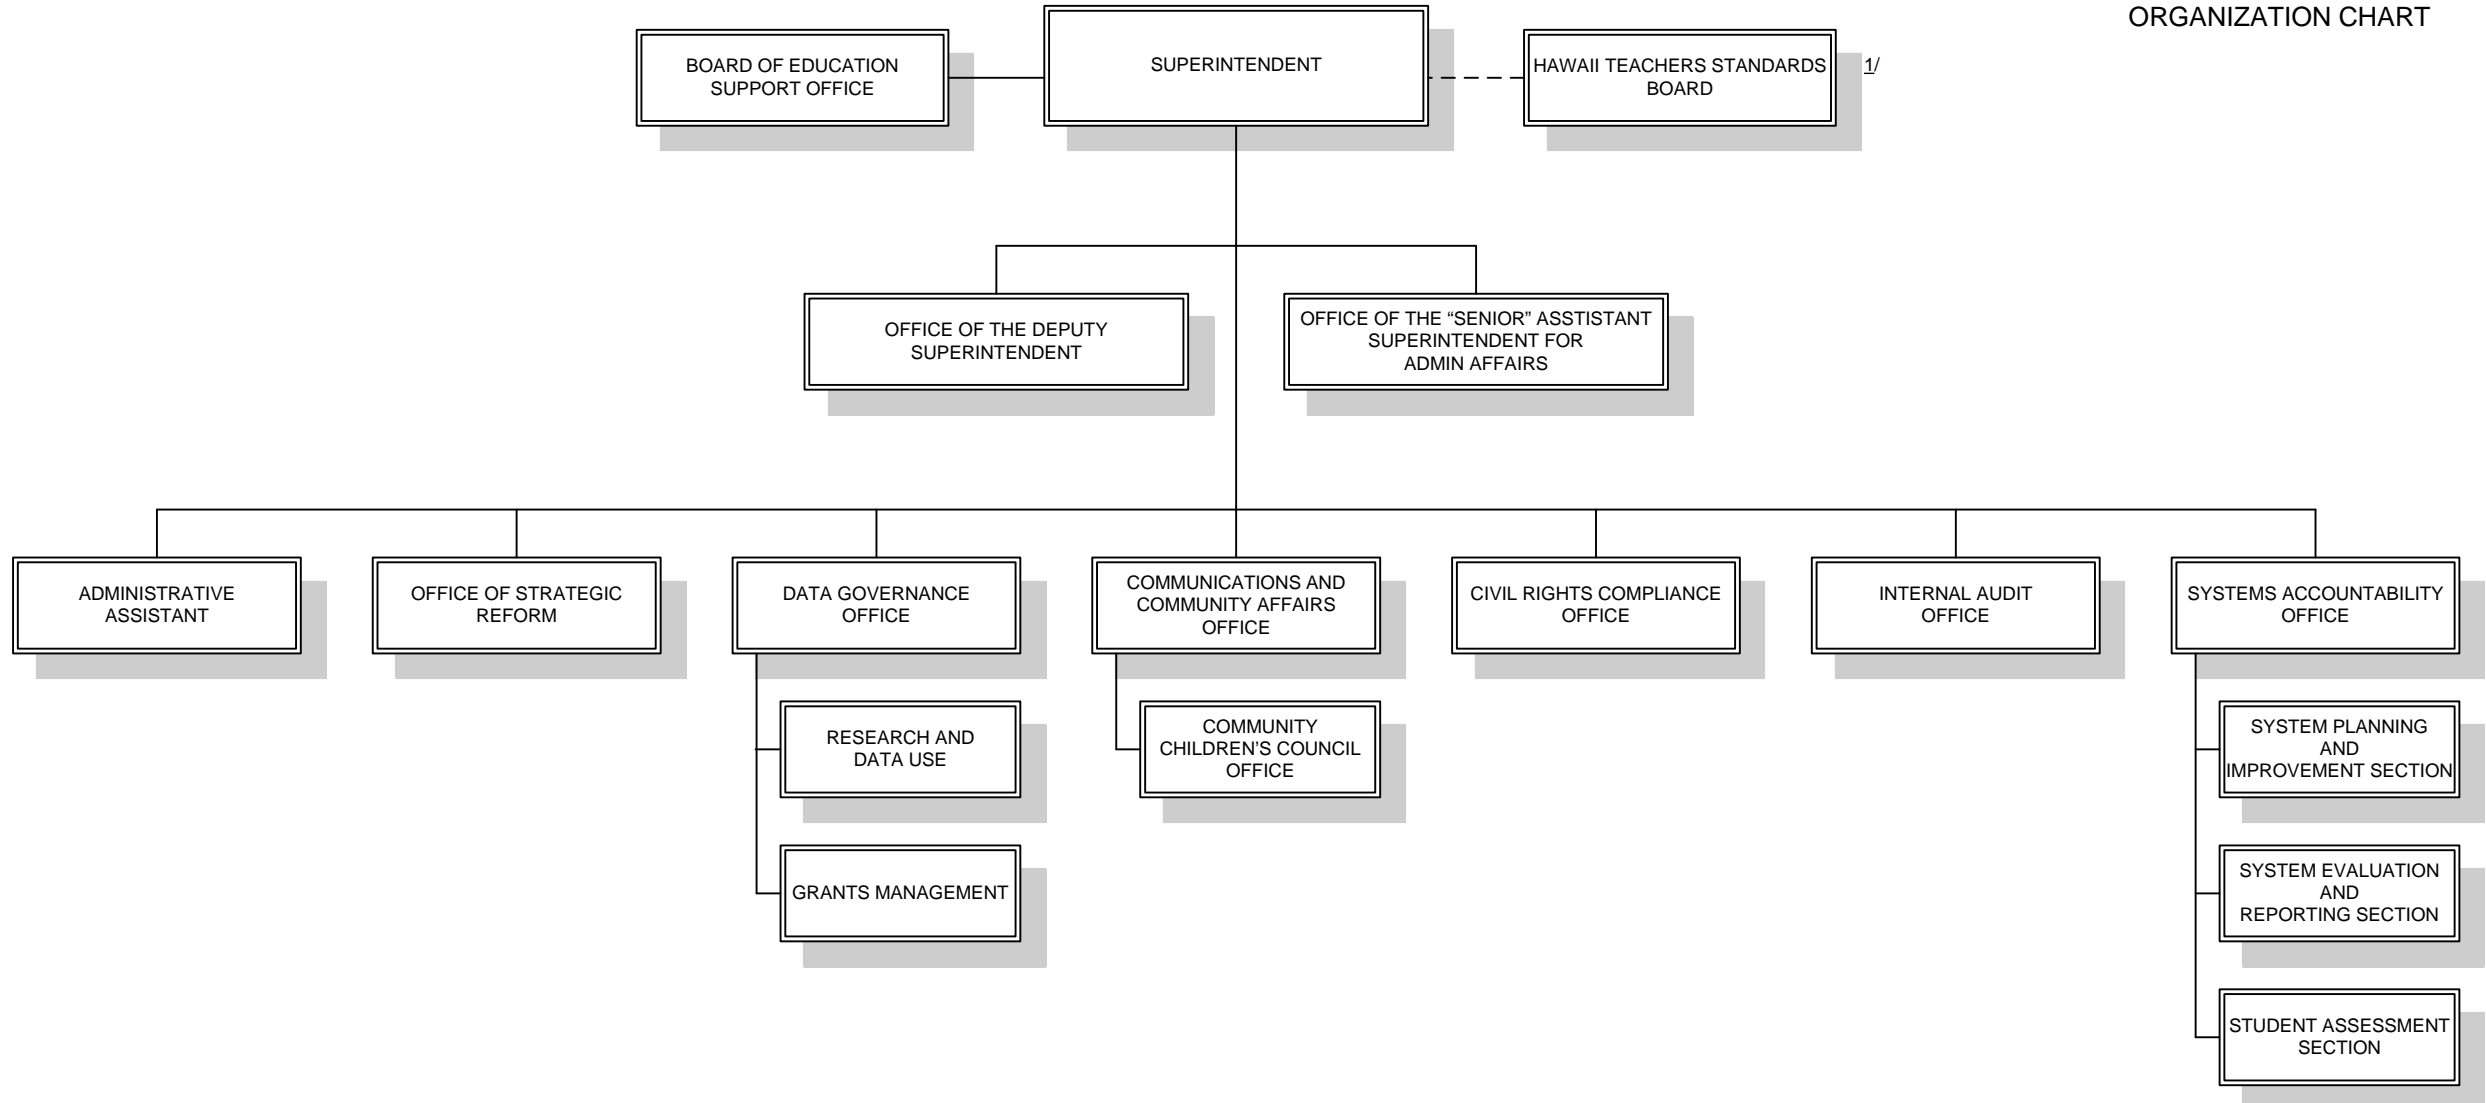 ORGANIZATION CHART
BOARD OF EDUCATION
SUPPORT OFFICE
SUPERINTENDENT
HAWAII TEACHERS STANDARDS
BOARD
1/
OFFICE OF THE DEPUTY
SUPERINTENDENT
OFFICE OF THE “SENIOR” ASSTISTANT
SUPERINTENDENT FOR
ADMIN AFFAIRS
ADMINISTRATIVE
ASSISTANT
OFFICE OF STRATEGIC
REFORM
DATA GOVERNANCE
OFFICE
COMMUNICATIONS AND
COMMUNITY AFFAIRS
OFFICE
CIVIL RIGHTS COMPLIANCE
OFFICE
INTERNAL AUDIT
OFFICE
SYSTEMS ACCOUNTABILITY
OFFICE
RESEARCH AND
DATA USE
COMMUNITY
CHILDREN’S COUNCIL
OFFICE
SYSTEM PLANNING
AND
IMPROVEMENT SECTION
GRANTS MANAGEMENT
SYSTEM EVALUATION
AND
REPORTING SECTION
STUDENT ASSESSMENT
SECTION